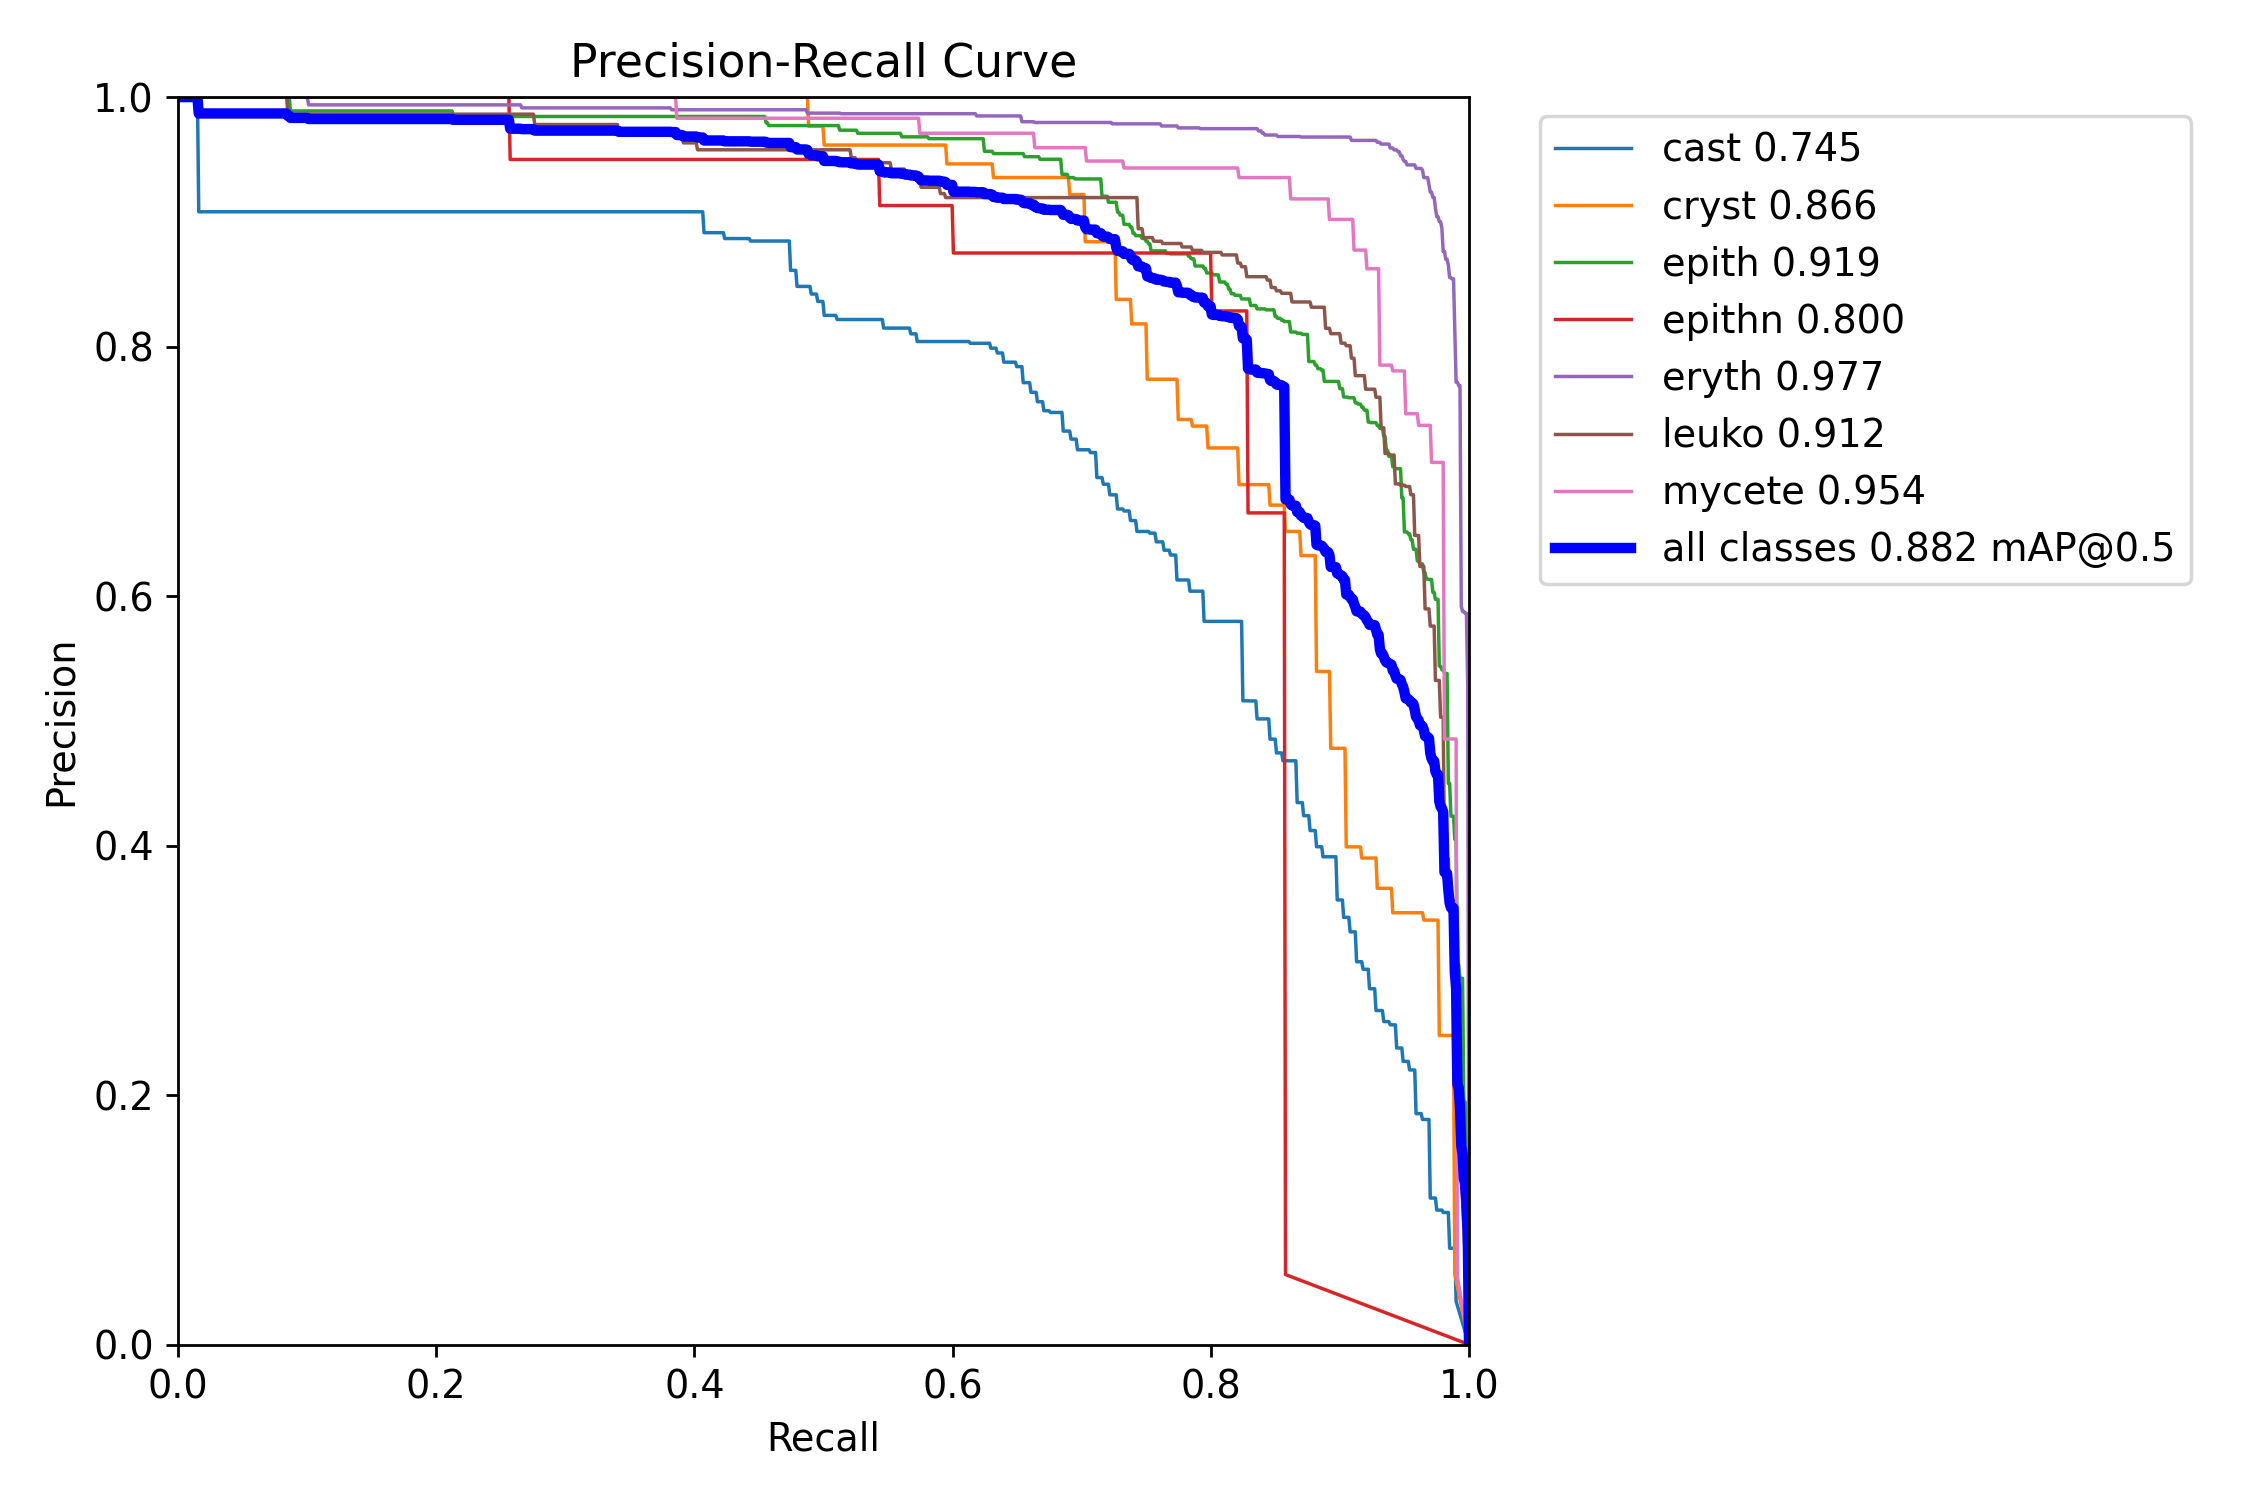 Precision-Recall Curve
1.0
0.8
0.6
0.4
0.2
0.0
Precision
0.0 0.2 0.4 0.6 0.8 1.0
Recall
cast 0.745
cryst 0.866
epith 0.919
epithn 0.800
eryth 0.977
leuko 0.912
mycete 0.954
all classes 0.882 mAP@0.5